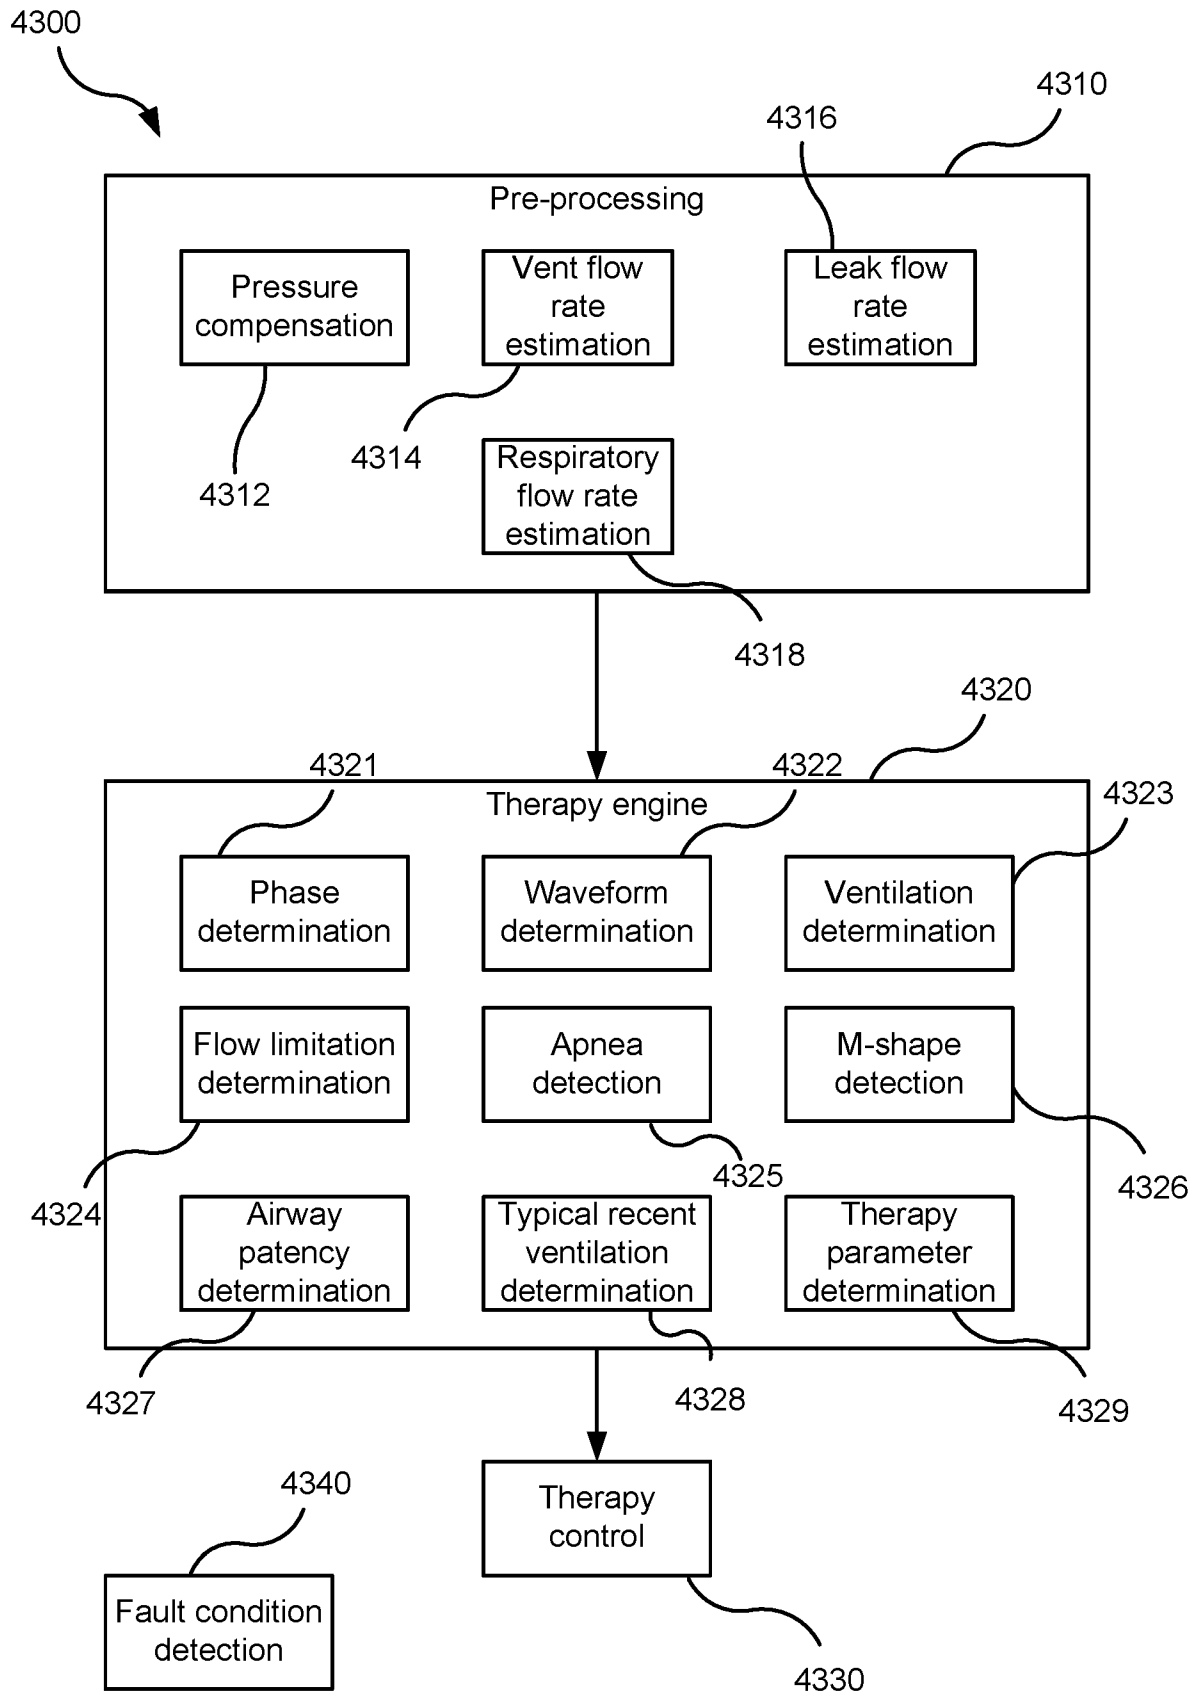 4300
4310
4316
Pre-processing
Pressure
compensation
Vent flow
rate
estimation
Leak flow
rate
estimation
4312
4314
Respiratory
flow rate
estimation
4318
4320
4321
4322
4323
Therapy engine
Phase
determination
Waveform
determination
Ventilation
determination
Flow limitation
determination
Apnea
detection
M-shape
detection
4324
4325
4326
Airway
patency
determination
Typical recent
ventilation
determination
Therapy
parameter
determination
4327
4328
4329
Therapy
control
4330
4340
Fault condition
detection